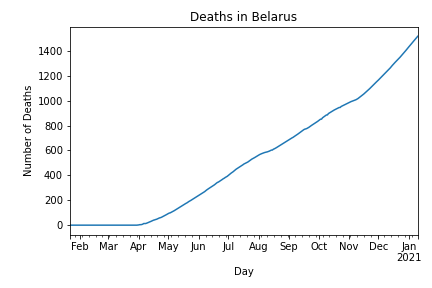 Deaths in Belarus
1400
1200
1000
800
600
400
200
0
Number of Deaths
Feb Mar Apr May Jun Jul Aug Sep Oct Nov Dec Jan
2021
Day